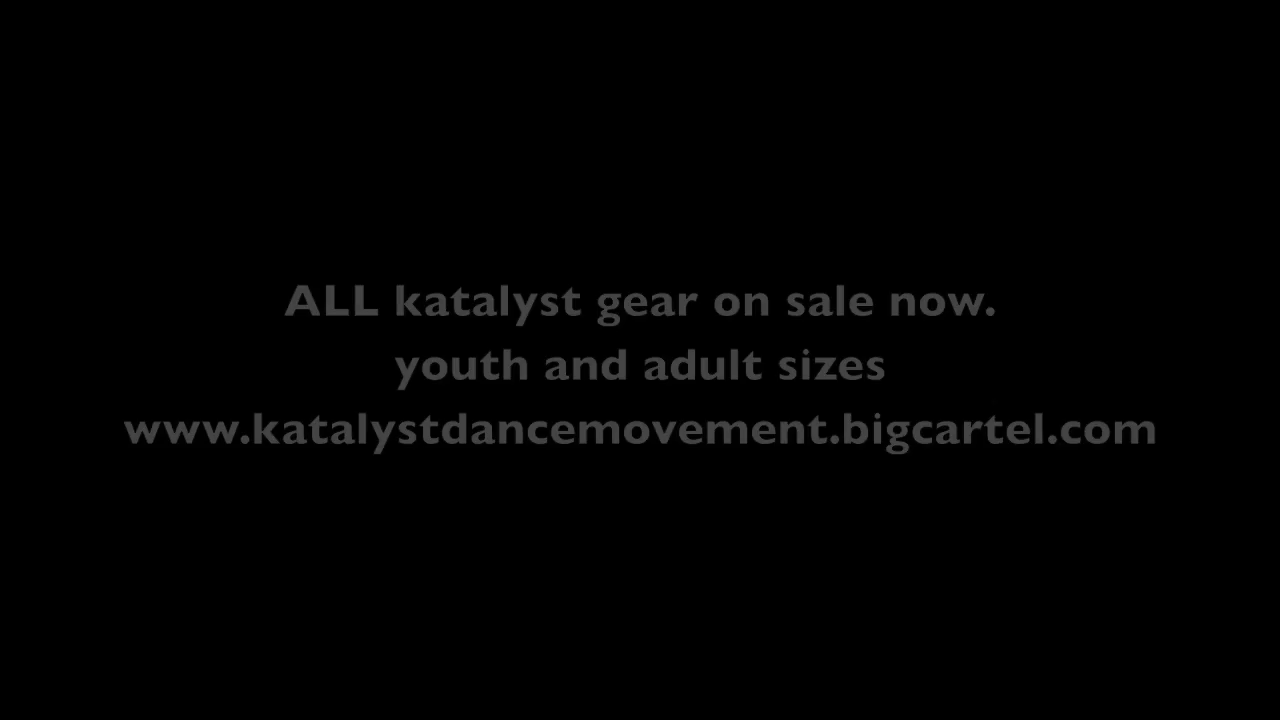 ALL katalyst gear on sale now.
youth and adult sizes
www.katalystdancemovement.bigcartel.com